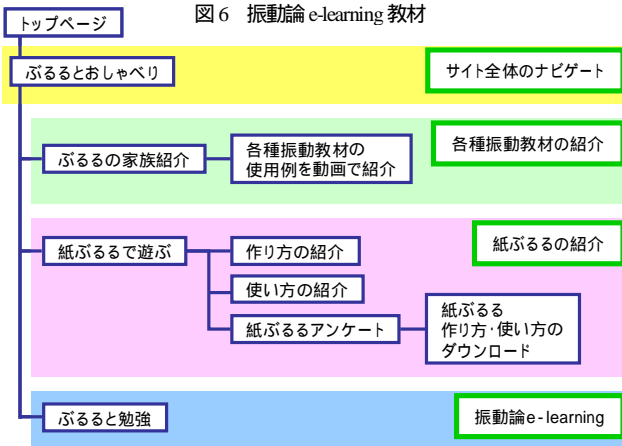 図6 振動論 e-learning 教材
トップページ
ぶるるとおしゃべり
サイト全体のナビゲート
ぶるるの家族紹介
各種振動教材の
使用例を動画で紹介
各種振動教材の紹介
紙ぶるるで遊ぶ
作り方の紹介
使い方の紹介
紙ぶるるアンケート
紙ぶるる
作り方・使い方の
ダウンロード
紙ぶるるの紹介
ぶるると勉強
振動論e-learning